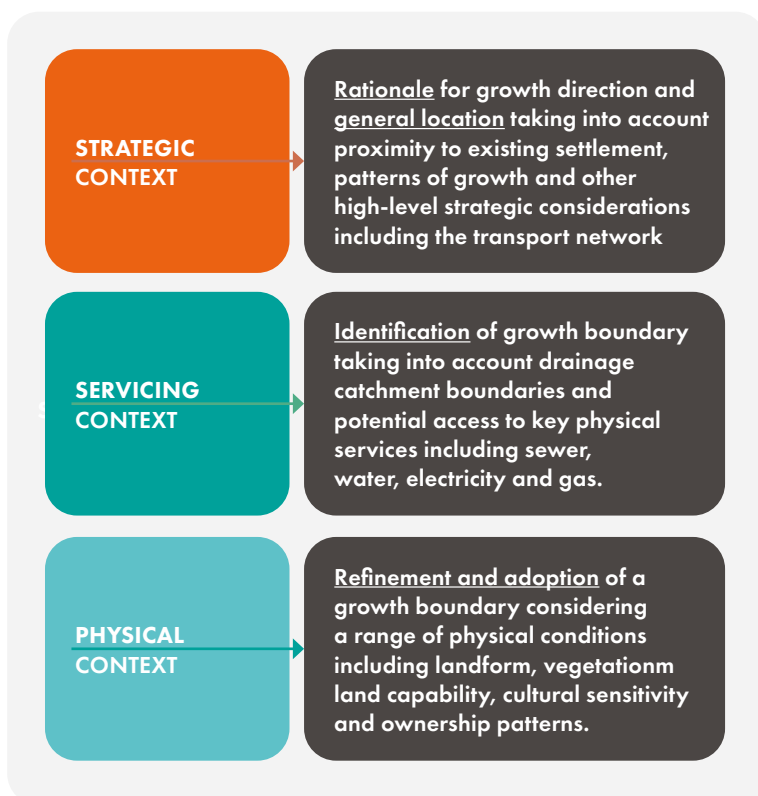 STRATEGIC
CONTEXT
Rationale for growth direction and
general location taking into account
proximity to existing settlement,
patterns of growth and other
high-level strategic considerations
including the transport network
SERVICING
CONTEXT
Identification of growth boundary
taking into account drainage
catchment boundaries and
potential access to key physical
services including sewer,
water, electricity and gas.
PHYSICAL
CONTEXT
Refinement and adoption of a
growth boundary considering
a range of physical conditions
including landform, vegetationm
land capability, cultural sensitivity
and ownership patterns.